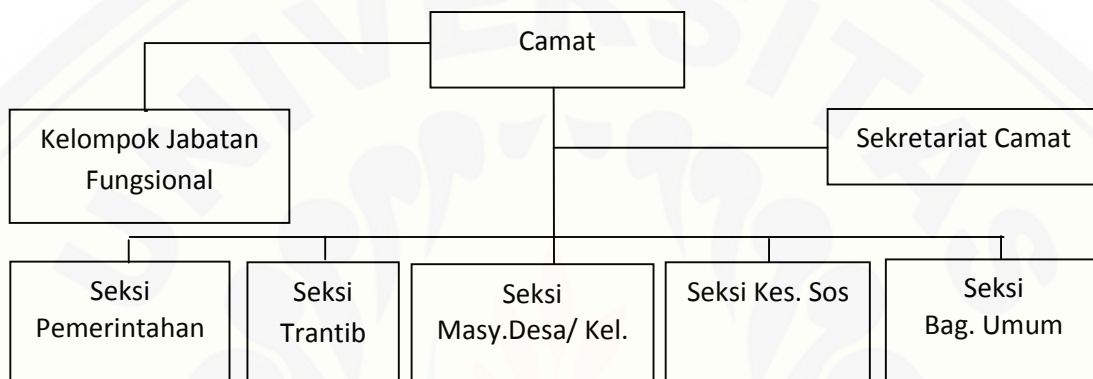 Camat
Kelompok Jabatan
Fungsional
Sekretariat Camat
Seksi
Pemerintahan
Seksi
Trantib
Seksi
Masy.Desa/ Kel.
Seksi Kes. Sos
Seksi
Bag. Umum
UNIVERSITAS